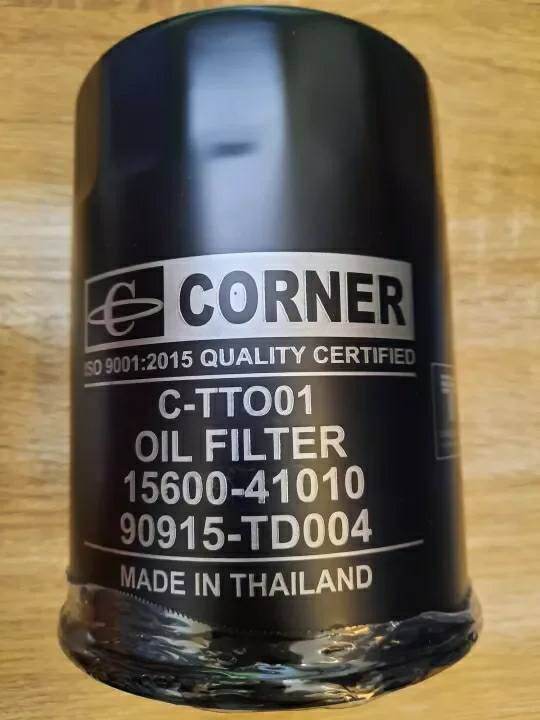 C CORNER
ISO 9001:2015 QUALITY CERTIFIED
C-TTO01
OIL FILTER
15600-41010
90915-TD004
MADE IN THAILAND